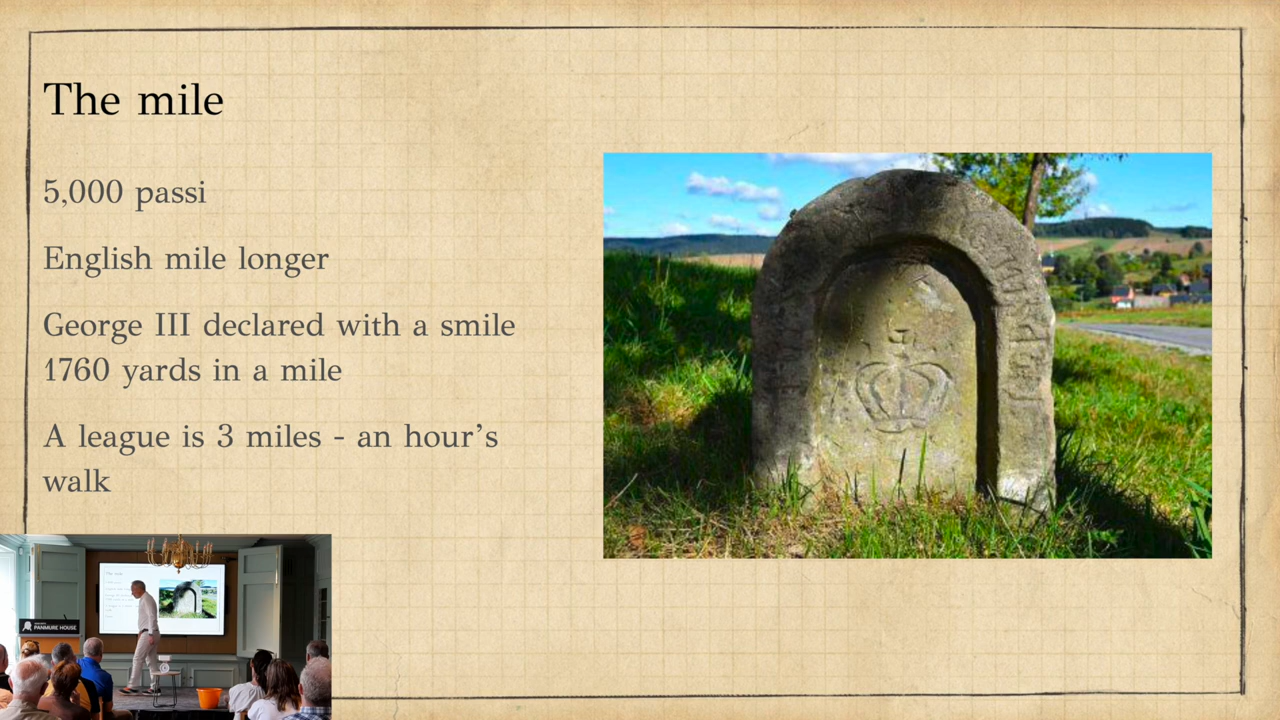 The mile
5,000 passi
English mile longer
George III declared with a smile
1760 yards in a mile
A league is 3 miles - an hour's
walk
PANMURE HOUSE